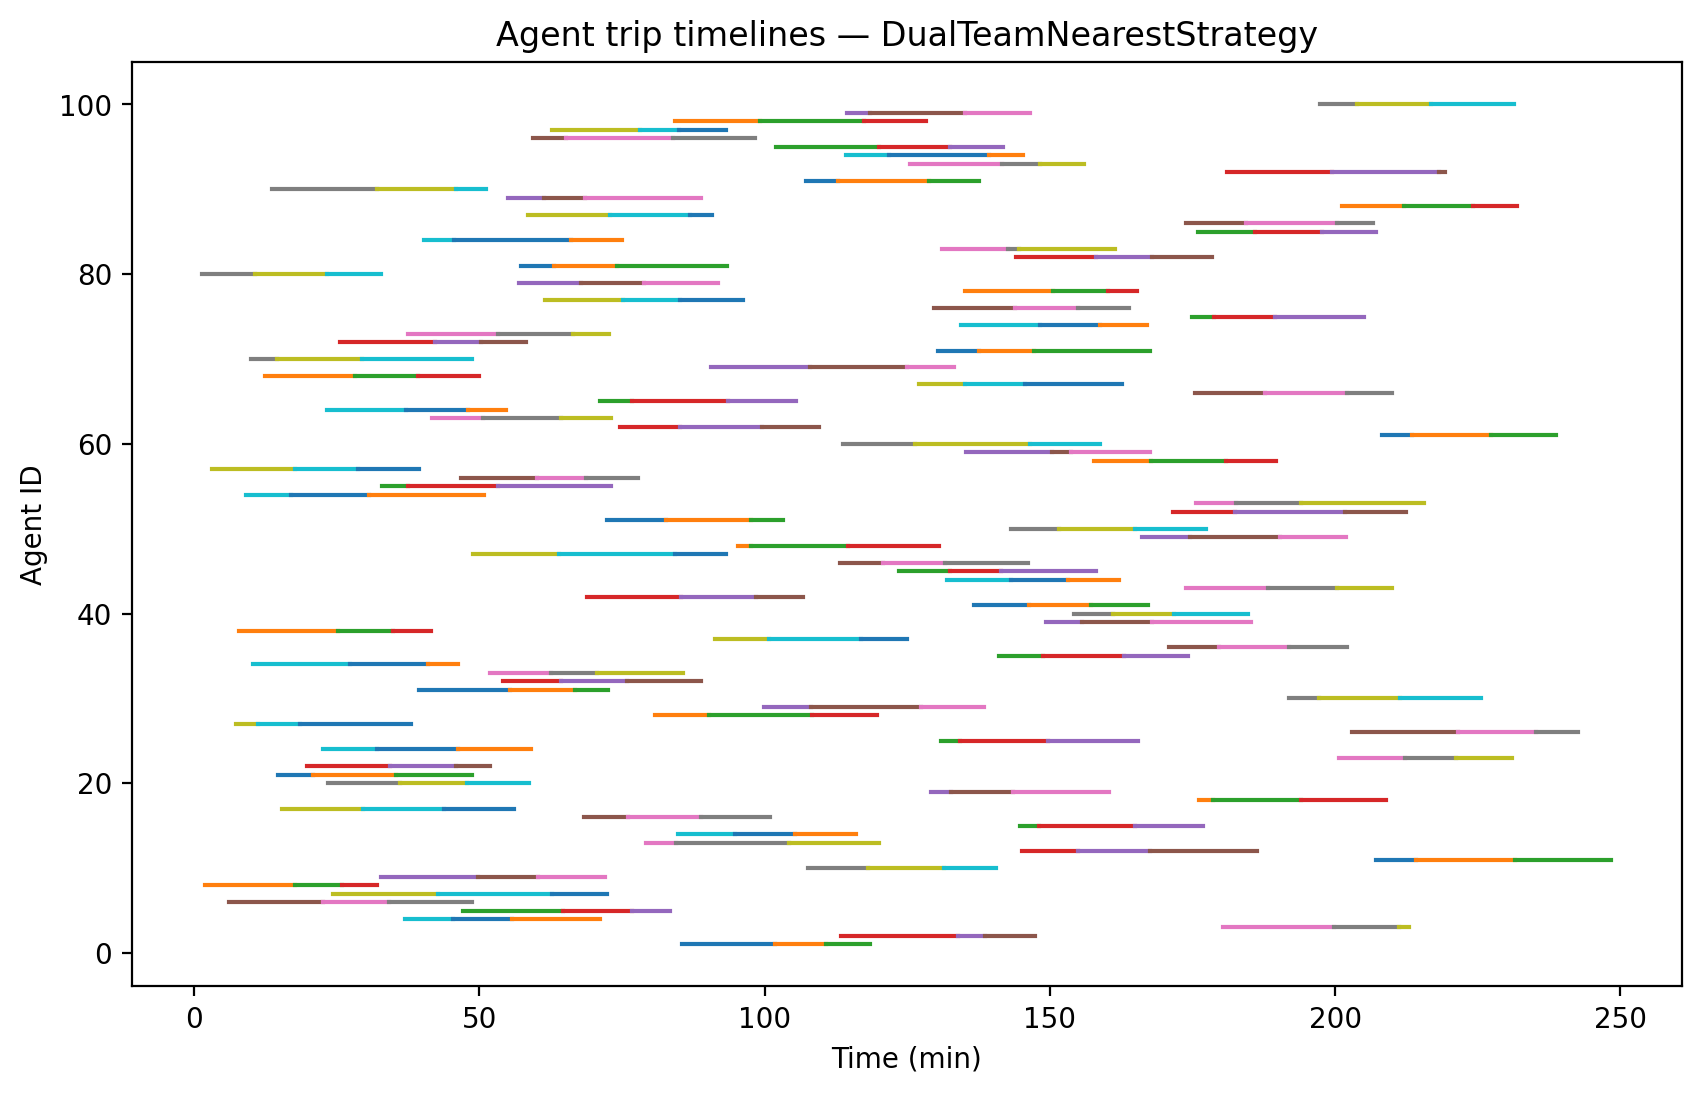 Agent trip timelines — DualTeamNearestStrategy
100
80
60
40
20
0
Agent ID
0 50 100 150 200 250
Time (min)